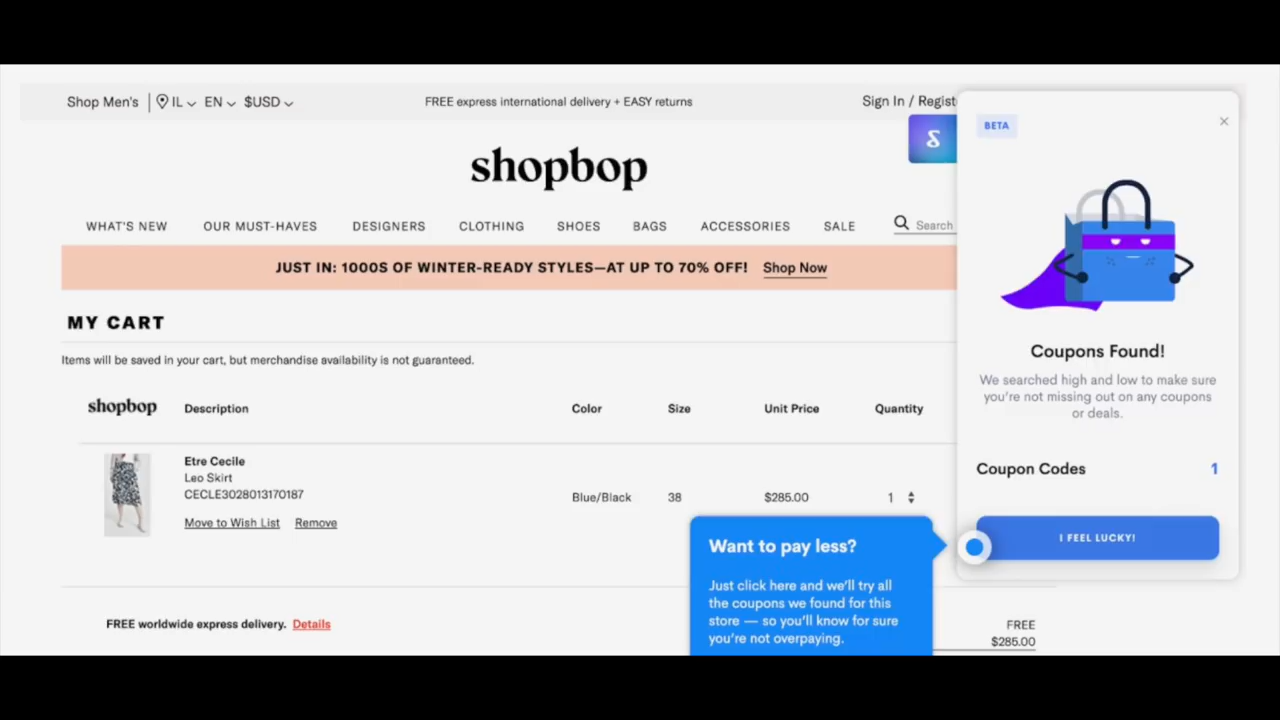 Shop Men's | IL EN $USD
FREE express international delivery + EASY returns
Sign In /
shopbop
WHAT'S NEW OUR MUST-HAVES DESIGNERS CLOTHING SHOES BAGS ACCESSORIES SALE Search
JUST IN: 1000S OF WINTER-READY STYLES—AT UP TO 70% OFF! Shop Now
MY CART
Items will be saved in your cart, but merchandise availability is not guaranteed.
shopbop Description Color Size Unit Price Quantity
Etre Cecile
Leo Skirt
CECLE3028013170187
Blue/Black 38 $285.00 1
Move to Wish List Remove
FREE worldwide express delivery. Details
FREE
$285.00
Want to pay less?
Just click here and we'll try all
the coupons we found for this
store — so you'll know for sure
you're not overpaying.
BETA
Coupons Found!
We searched high and low to make sure
you're not missing out on any coupons
or deals.
Coupon Codes 1
I FEEL LUCKY!